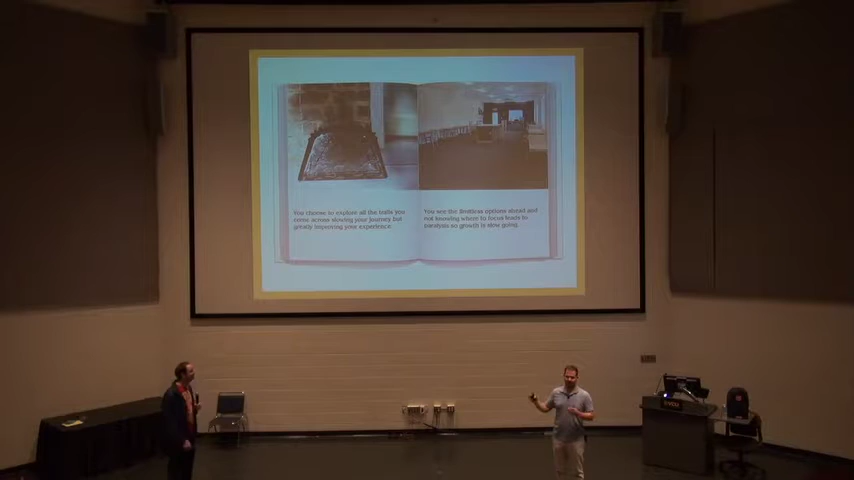 You choose to explore all the trails you
come across slowing your journey but
greatly improving your experience.
You see the limitless options ahead and
not knowing where to focus leads to
paralysis so growth is slow going.